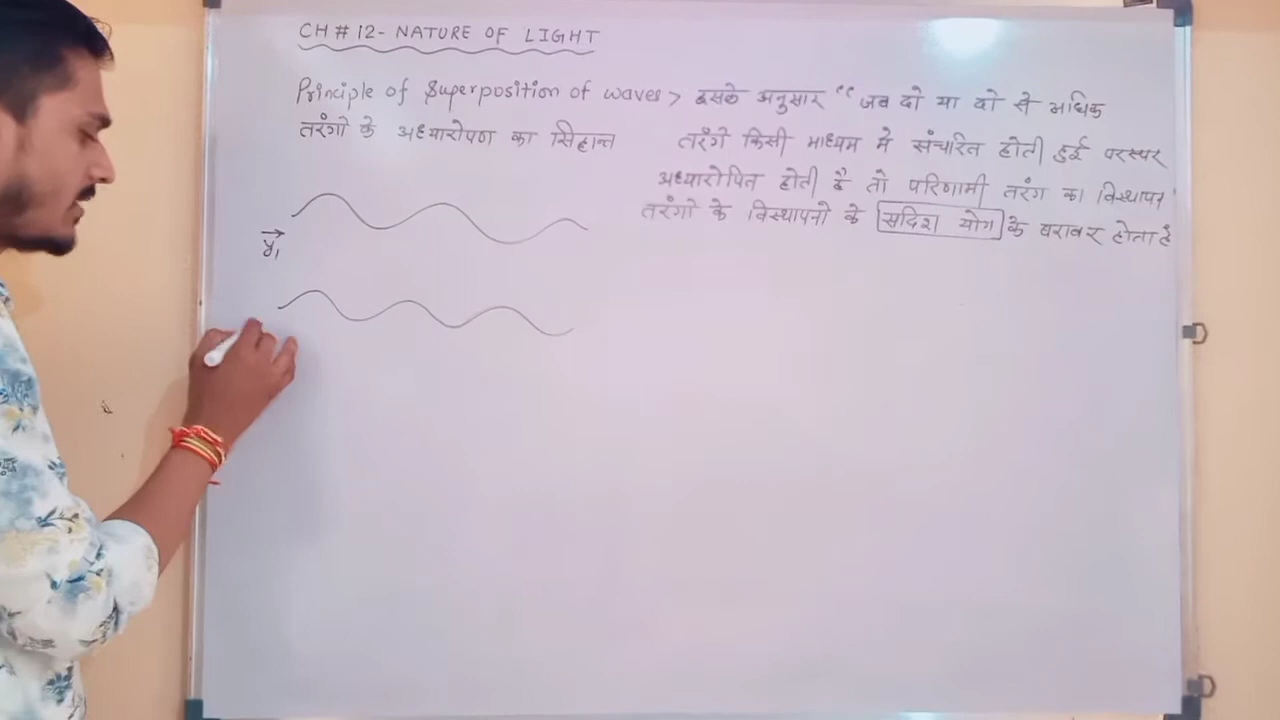 CH # 12- NATURE OF LIGHT
Principle of Superposition of waves > इसके अनुसार “ जब दो या दो से अधिक
तरंगो के अध्यारोपण का सिद्दान्त
तरंगे किसी माध्यम मे संचरित होती हुई परस्पर
अध्यारोपित होती है तो परिणामी तरंग का विस्थापन
तरंगो के विस्थापनो के सदिश योग के बराबर होता है
y₁